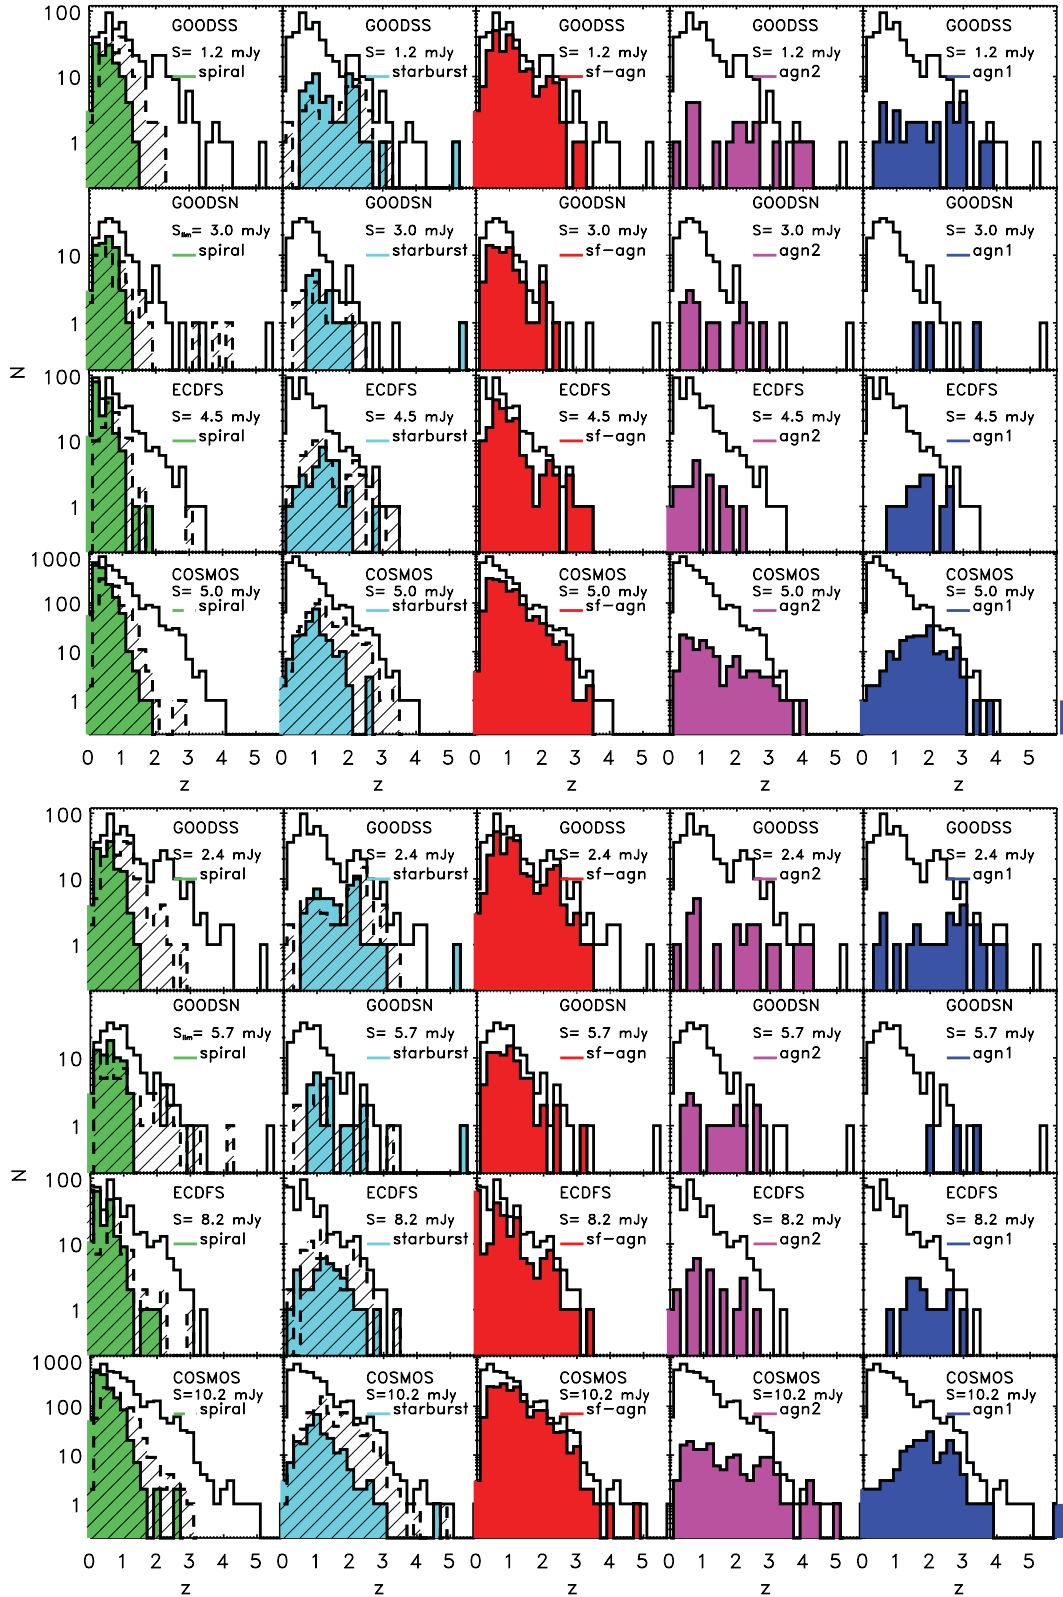 GOODSS GOODSS GOODSS GOODSS GOODSS
100
S= 1.2 mJy S= 1.2 mJy S= 1.2 mJy S= 1.2 mJy S= 1.2 mJy
spiral starburst sf-agn agn2 agn1
10
1
GOODSN GOODSN GOODSN GOODSN GOODSN
Slim= 3.0 mJy S= 3.0 mJy S= 3.0 mJy S= 3.0 mJy S= 3.0 mJy
spiral starburst sf-agn agn2 agn1
10
1
N
100
ECDFS ECDFS ECDFS ECDFS ECDFS
S= 4.5 mJy S= 4.5 mJy S= 4.5 mJy S= 4.5 mJy S= 4.5 mJy
spiral starburst sf-agn agn2 agn1
10
1
1000
COSMOS COSMOS COSMOS COSMOS COSMOS
S= 5.0 mJy S= 5.0 mJy S= 5.0 mJy S= 5.0 mJy S= 5.0 mJy
spiral starburst sf-agn agn2 agn1
100
10
1
0 1 2 3 4 5 0 1 2 3 4 5 0 1 2 3 4 5 0 1 2 3 4 5 0 1 2 3 4 5
z z z z z
100
GOODSS GOODSS GOODSS GOODSS GOODSS
S= 2.4 mJy S= 2.4 mJy S= 2.4 mJy S= 2.4 mJy S= 2.4 mJy
spiral starburst sf-agn agn2 agn1
10
1
GOODSN GOODSN GOODSN GOODSN GOODSN
Slim= 5.7 mJy S= 5.7 mJy S= 5.7 mJy S= 5.7 mJy S= 5.7 mJy
spiral starburst sf-agn agn2 agn1
10
1
N
100
ECDFS ECDFS ECDFS ECDFS ECDFS
S= 8.2 mJy S= 8.2 mJy S= 8.2 mJy S= 8.2 mJy S= 8.2 mJy
spiral starburst sf-agn agn2 agn1
10
1
1000
COSMOS COSMOS COSMOS COSMOS COSMOS
S=10.2 mJy S=10.2 mJy S=10.2 mJy S=10.2 mJy S=10.2 mJy
spiral starburst sf-agn agn2 agn1
100
10
1
0 1 2 3 4 5 0 1 2 3 4 5 0 1 2 3 4 5 0 1 2 3 4 5 0 1 2 3 4 5
z z z z z